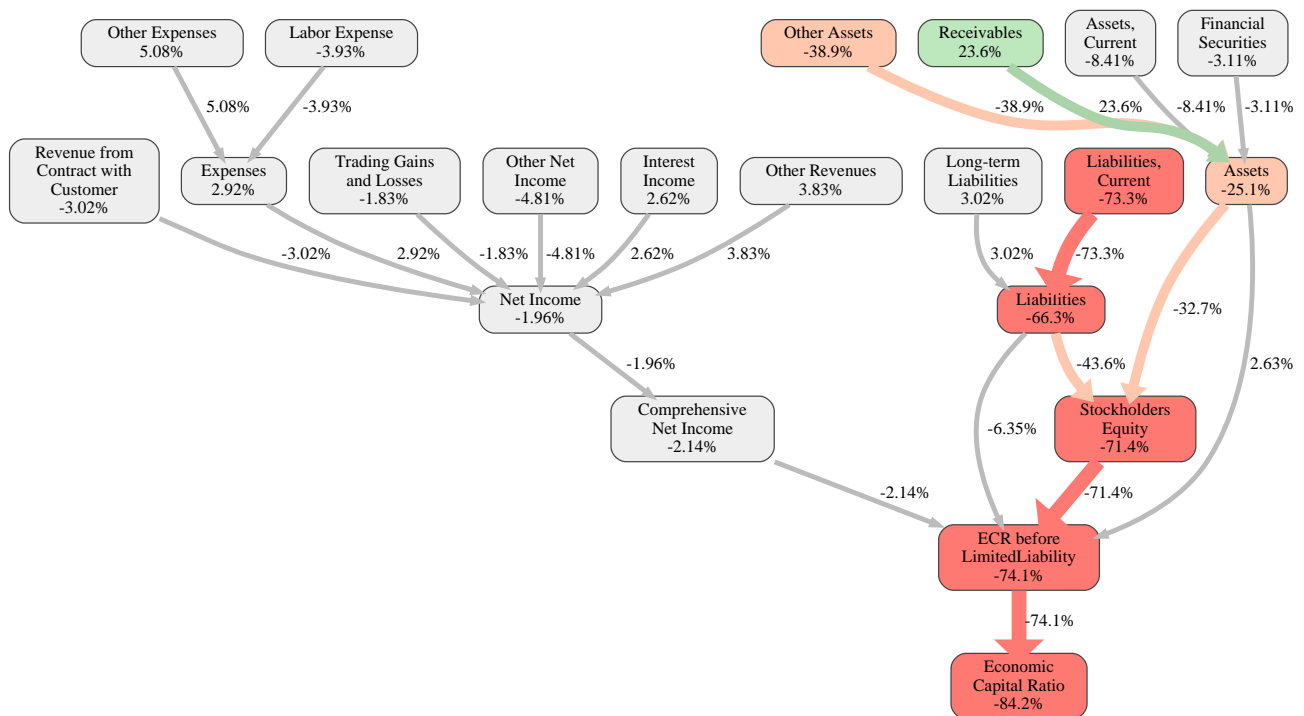 Other Expenses
5.08%
Labor Expense
-3.93%
Other Assets
-38.9%
Receivables
23.6%
Assets,
Current
-8.41%
Financial
Securities
-3.11%
5.08%
-3.93%
-38.9%
23.6%
-8.41%
-3.11%
Revenue from
Contract with
Customer
-3.02%
Expenses
2.92%
Trading Gains
and Losses
-1.83%
Other Net
Income
-4.81%
Interest
Income
2.62%
Other Revenues
3.83%
Long-term
Liabilities
3.02%
Liabilities,
Current
-73.3%
Assets
-25.1%
-3.02%
2.92%
-1.83%
-4.81%
2.62%
3.83%
3.02%
-73.3%
Net Income
-1.96%
Liabilities
-66.3%
-32.7%
-1.96%
-43.6%
2.63%
Comprehensive
Net Income
-2.14%
-6.35%
Stockholders
Equity
-71.4%
-2.14%
-71.4%
ECR before
LimitedLiability
-74.1%
-74.1%
Economic
Capital Ratio
-84.2%